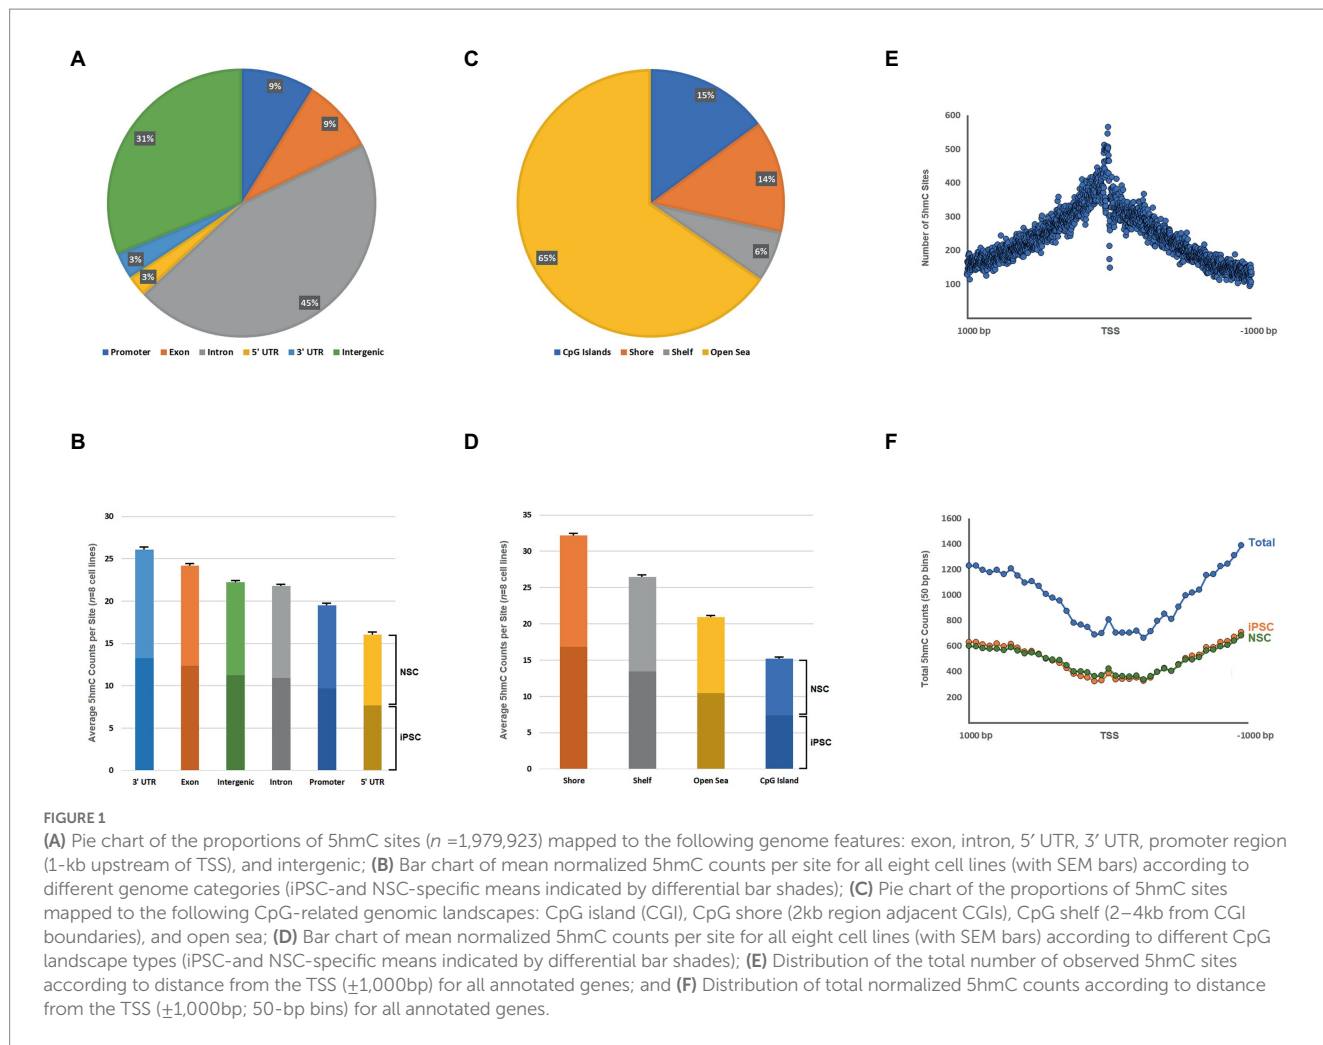 A
9%
9%
31%
3%
3%
45%
Promoter Exon Intron 5' UTR 3' UTR Intergenic
C
15%
14%
6%
65%
CpG Islands Shore Shelf Open Sea
E
600
500
400
300
200
100
Number of 5hmC Sites
1000 bp TSS -1000 bp
B
30
25
20
15
10
5
0
Average 5hmC Counts per Site (n=8 cell lines)
NSC
iPSC
3' UTR Exon Intergenic Intron Promoter 5' UTR
D
35
30
25
20
15
10
5
0
Average 5hmC Counts per Site (n=8 cell lines)
NSC
iPSC
Shore Shelf Open Sea CpG Island
F
1600
1400
1200
1000
800
600
400
200
Total 5hmC Counts (50 bp bins)
Total
iPSC
NSC
1000 bp TSS -1000 bp
FIGURE 1
(A) Pie chart of the proportions of 5hmC sites (n =1,979,923) mapped to the following genome features: exon, intron, 5′ UTR, 3′ UTR, promoter region
(1-kb upstream of TSS), and intergenic; (B) Bar chart of mean normalized 5hmC counts per site for all eight cell lines (with SEM bars) according to
different genome categories (iPSC-and NSC-specific means indicated by differential bar shades); (C) Pie chart of the proportions of 5hmC sites
mapped to the following CpG-related genomic landscapes: CpG island (CGI), CpG shore (2kb region adjacent CGIs), CpG shelf (2–4kb from CGI
boundaries), and open sea; (D) Bar chart of mean normalized 5hmC counts per site for all eight cell lines (with SEM bars) according to different CpG
landscape types (iPSC-and NSC-specific means indicated by differential bar shades); (E) Distribution of the total number of observed 5hmC sites
according to distance from the TSS (±1,000bp) for all annotated genes; and (F) Distribution of total normalized 5hmC counts according to distance
from the TSS (±1,000bp; 50-bp bins) for all annotated genes.